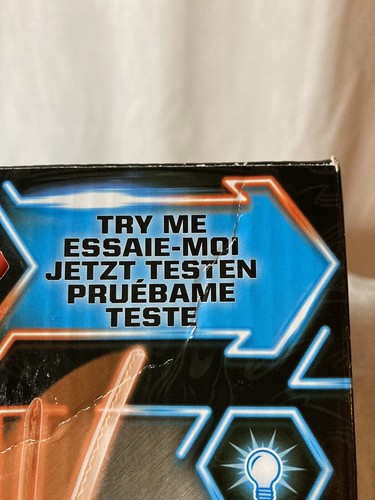 TRY ME
ESSAIE-MOI
JETZT TESTEN
PRUÉBAME
TESTE